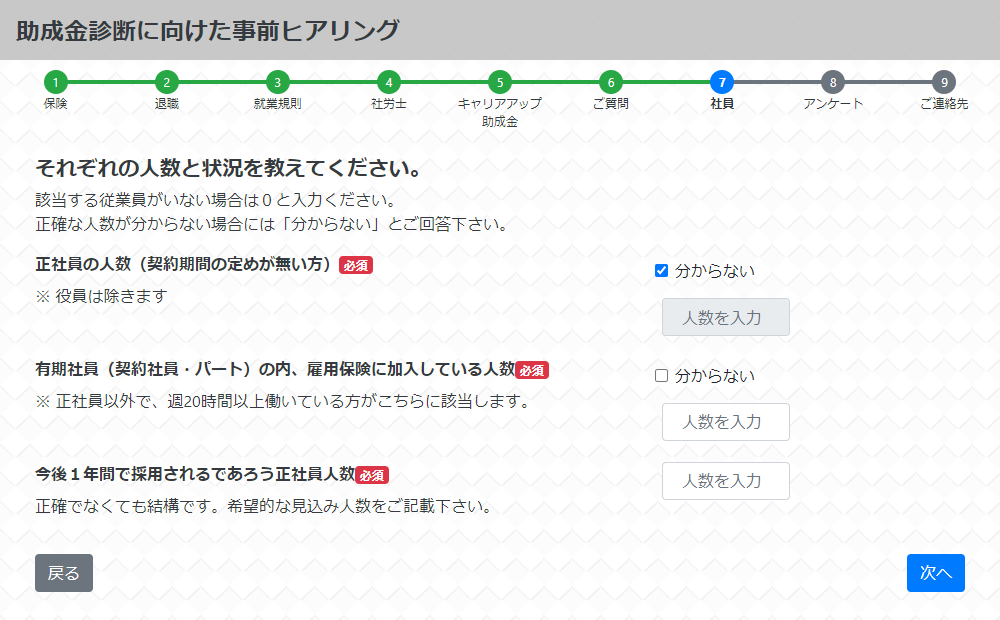 助成金診断に向けた事前ヒアリング
1 2 3 4 5 6 7 8 9
保険 退職 就業規則 社労士 キャリアアップ ご質問 社員 アンケート ご連絡先
助成金
それぞれの人数と状況を教えてください。
該当する従業員がいない場合は０と入力ください。
正確な人数が分からない場合には「分からない」とご回答下さい。
正社員の人数（契約期間の定めが無い方）必須
分からない
※ 役員は除きます
人数を入力
有期社員（契約社員・パート）の内、雇用保険に加入している人数必須
分からない
※ 正社員以外で、週20時間以上働いている方がこちらに該当します。
人数を入力
今後１年間で採用されるであろう正社員人数必須
人数を入力
正確でなくても結構です。希望的な見込み人数をご記載下さい。
戻る 次へ